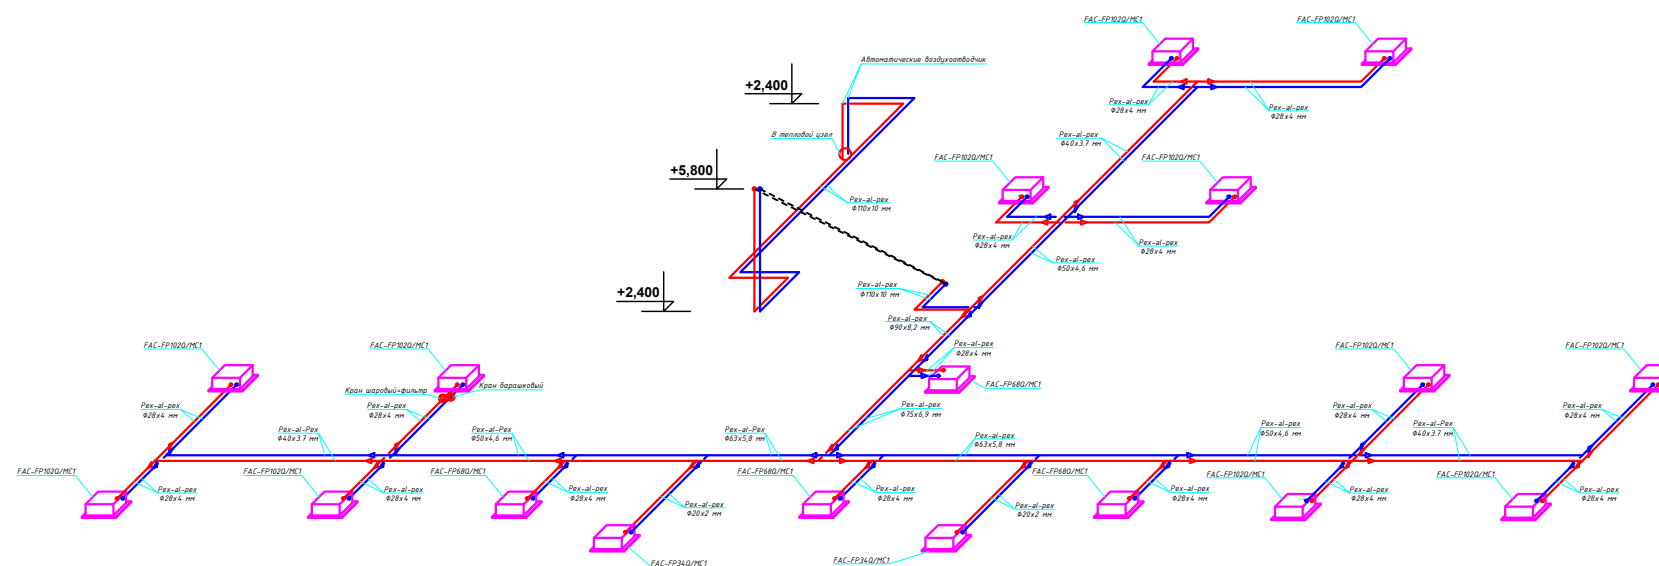 FAC-FP102Q/MC1
FAC-FP102Q/MC1
Автоматические воздухоотводчик
+2,400
Pex-al-pex
Ф28х4 мм
Pex-al-pex
Ф28х4 мм
В тепловой узел
Pex-al-pex
Ф40х3.7 мм
FAC-FP102Q/MC1
FAC-FP102Q/MC1
+5,800
Pex-al-pex
Ф110х10 мм
Pex-al-pex
Ф28х4 мм
Pex-al-pex
Ф28х4 мм
Pex-al-pex
Ф50х4,6 мм
+2,400
Pex-al-pex
Ф110х10 мм
Pex-al-pex
Ф90х8,2 мм
Pex-al-pex
Ф28х4 мм
FAC-FP102Q/MC1
FAC-FP102Q/MC1
FAC-FP102Q/MC1
FAC-FP102Q/MC1
Кран шаровый+фильтр
Кран барашковый
FAC-FP68Q/MC1
Pex-al-pex
Ф28х4 мм
Pex-al-pex
Ф28х4 мм
Pex-al-pex
Ф75х6,9 мм
Pex-al-pex
Ф28х4 мм
Pex-al-pex
Ф28х4 мм
Pex-al-Pex
Ф40х3.7 мм
Pex-al-Pex
Ф50х4,6 мм
Pex-al-Pex
Ф63х5,8 мм
Pex-al-pex
Ф63х5,8 мм
Pex-al-pex
Ф50х4,6 мм
Pex-al-pex
Ф40х3.7 мм
FAC-FP102Q/MC1
FAC-FP102Q/MC1
FAC-FP68Q/MC1
FAC-FP68Q/MC1
FAC-FP68Q/MC1
FAC-FP102Q/MC1
FAC-FP102Q/MC1
Pex-al-pex
Ф28х4 мм
Pex-al-pex
Ф28х4 мм
Pex-al-pex
Ф28х4 мм
Pex-al-pex
Ф20х2 мм
Pex-al-pex
Ф28х4 мм
Pex-al-pex
Ф20х2 мм
Pex-al-pex
Ф28х4 мм
Pex-al-pex
Ф28х4 мм
Pex-al-pex
Ф28х4 мм
FAC-FP34Q/MC1
FAC-FP34Q/MC1